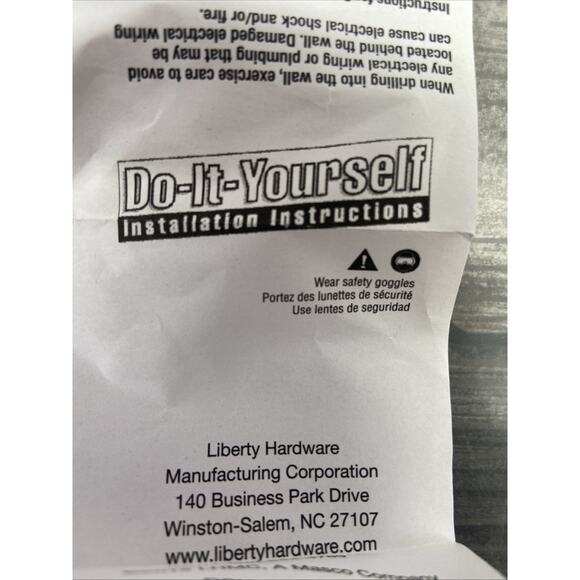 When drilling into the wall, exercise care to avoid
any electrical wiring or plumbing that may be
located behind the wall. Damaged electrical wiring
can cause electrical shock and/or fire.
Instructions
Do-It-Yourself
Installation Instructions
Wear safety goggles
Portez des lunettes de sécurité
Use lentes de seguridad
Liberty Hardware
Manufacturing Corporation
140 Business Park Drive
Winston-Salem, NC 27107
www.libertyhardware.com
A Masco Company